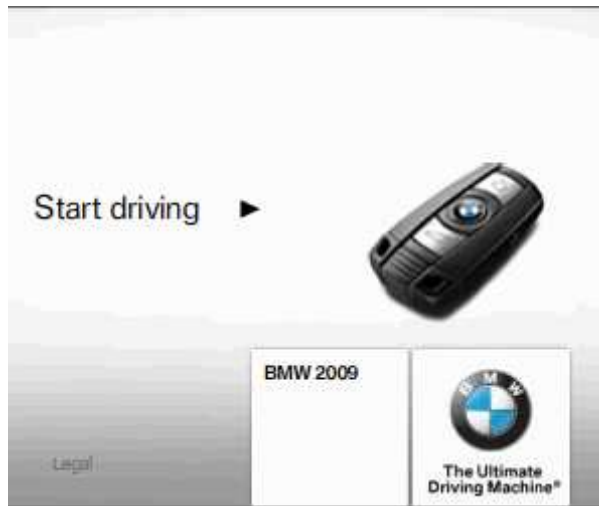 Start driving
BMW 2009
BMW
The Ultimate
Driving Machine®
Legal